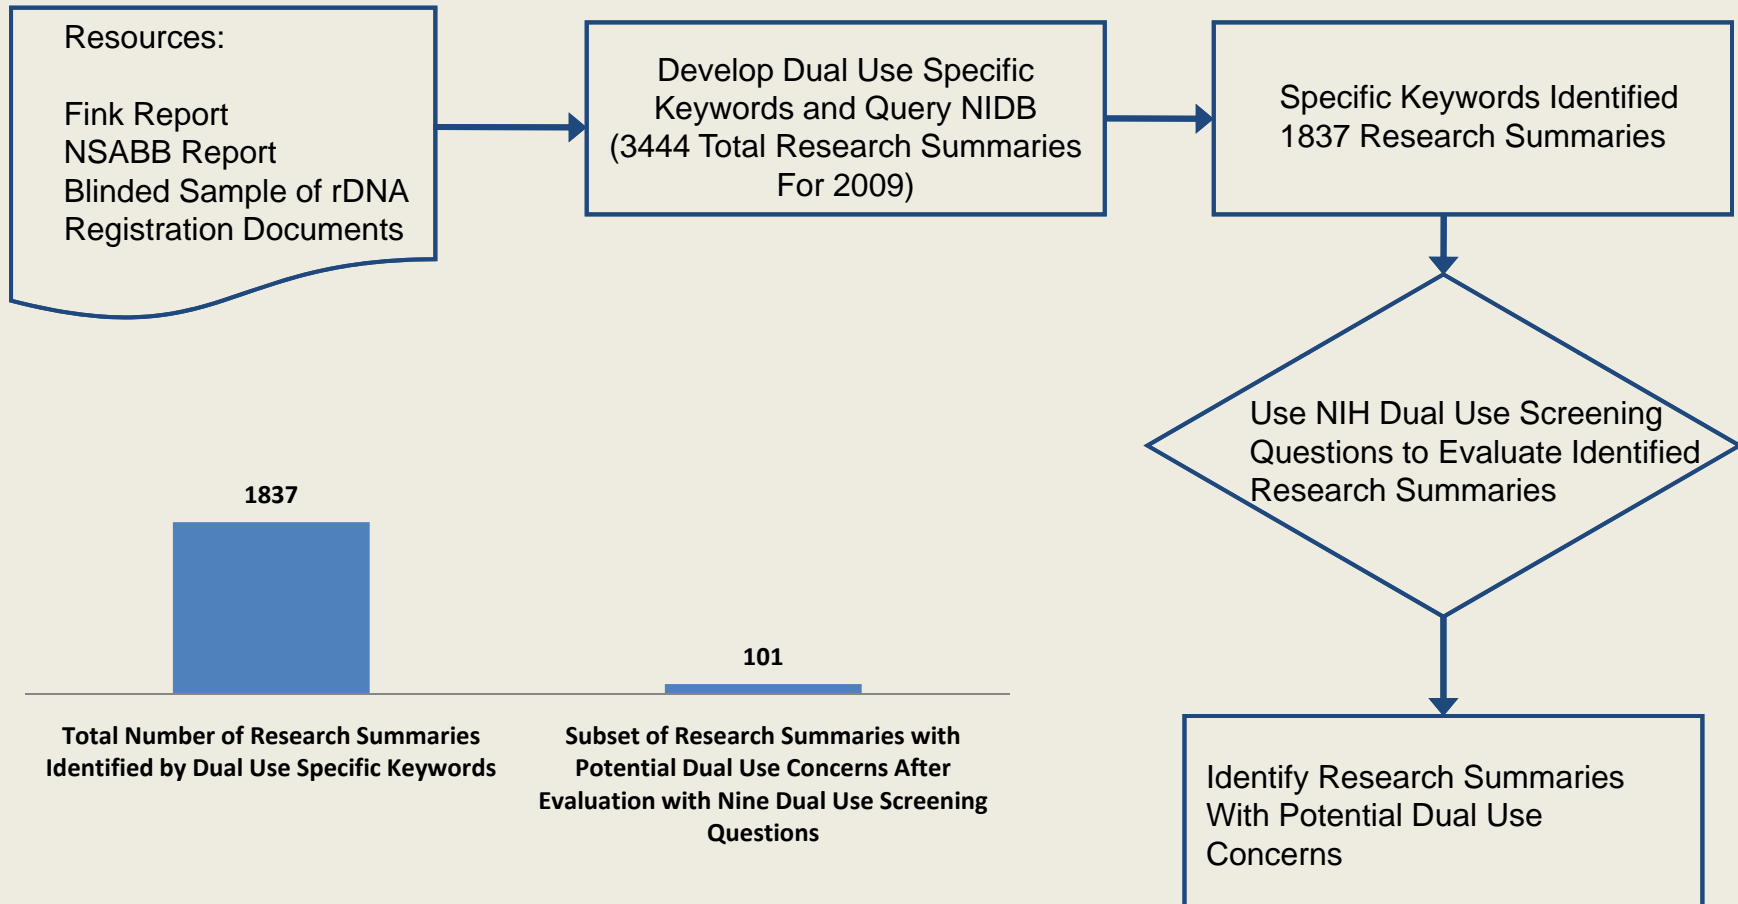 Resources:
Fink Report
NSABB Report
Blinded Sample of rDNA
Registration Documents
Develop Dual Use Specific
Keywords and Query NIDB
(3444 Total Research Summaries
For 2009)
Specific Keywords Identified
1837 Research Summaries
Use NIH Dual Use Screening
Questions to Evaluate Identified
Research Summaries
Identify Research Summaries
With Potential Dual Use
Concerns
1837
101
Total Number of Research Summaries
Identified by Dual Use Specific Keywords
Subset of Research Summaries with
Potential Dual Use Concerns After
Evaluation with Nine Dual Use Screening
Questions